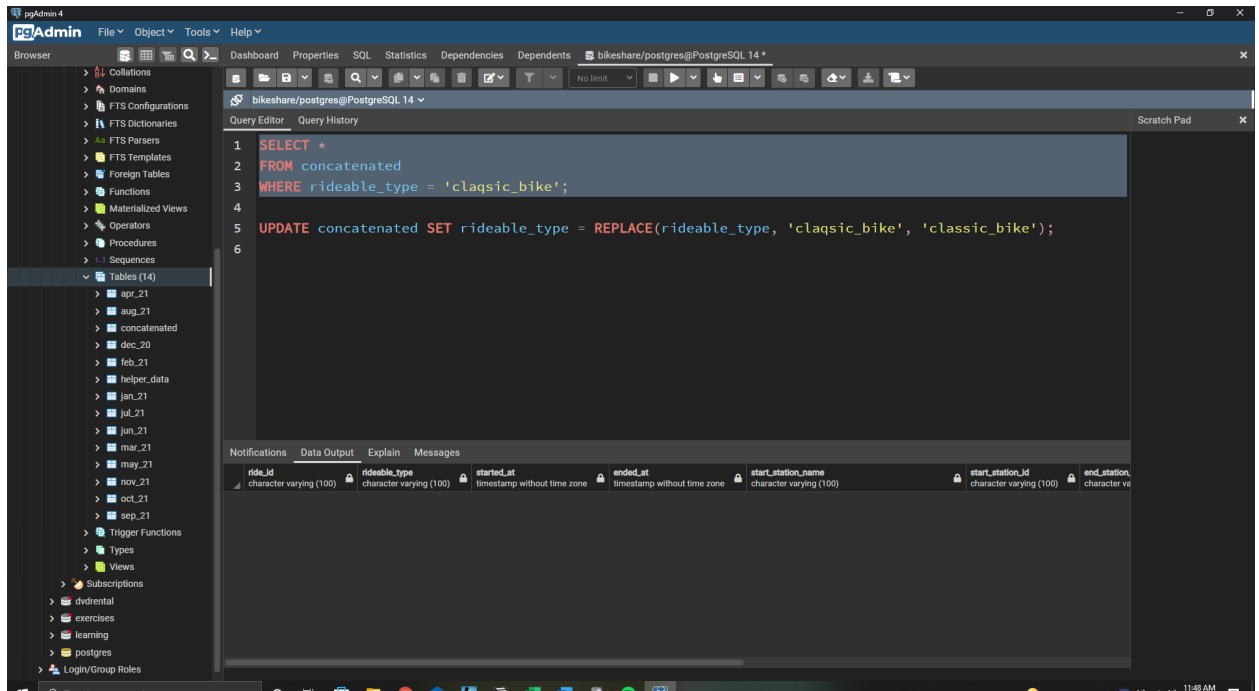 pgAdmin 4
pgAdmin File Object Tools Help
Browser
Dashboard Properties SQL Statistics Dependencies Dependents bikeshare/postgres@PostgreSQL 14 *
No limit
bikeshare/postgres@PostgreSQL 14
Query Editor Query History
Scratch Pad
Collations
Domains
FTS Configurations
FTS Dictionaries
Aa FTS Parsers
FTS Templates
Foreign Tables
Functions
Materialized Views
Operators
Procedures
1..3 Sequences
Tables (14)
apr_21
aug_21
concatenated
dec_20
feb_21
helper_data
jan_21
jul_21
jun_21
mar_21
may_21
nov_21
oct_21
sep_21
Trigger Functions
Types
Views
Subscriptions
dvdrental
exercises
learning
postgres
Login/Group Roles
1 SELECT *
2 FROM concatenated
3 WHERE rideable_type = 'claqsic_bike';
4
5 UPDATE concatenated SET rideable_type = REPLACE(rideable_type, 'claqsic_bike', 'classic_bike');
6
Notifications Data Output Explain Messages
ride_id rideable_type started_at ended_at start_station_name start_station_id end_station_
character varying (100) character varying (100) timestamp without time zone timestamp without time zone character varying (100) character varying (100) character va
11:48 AM